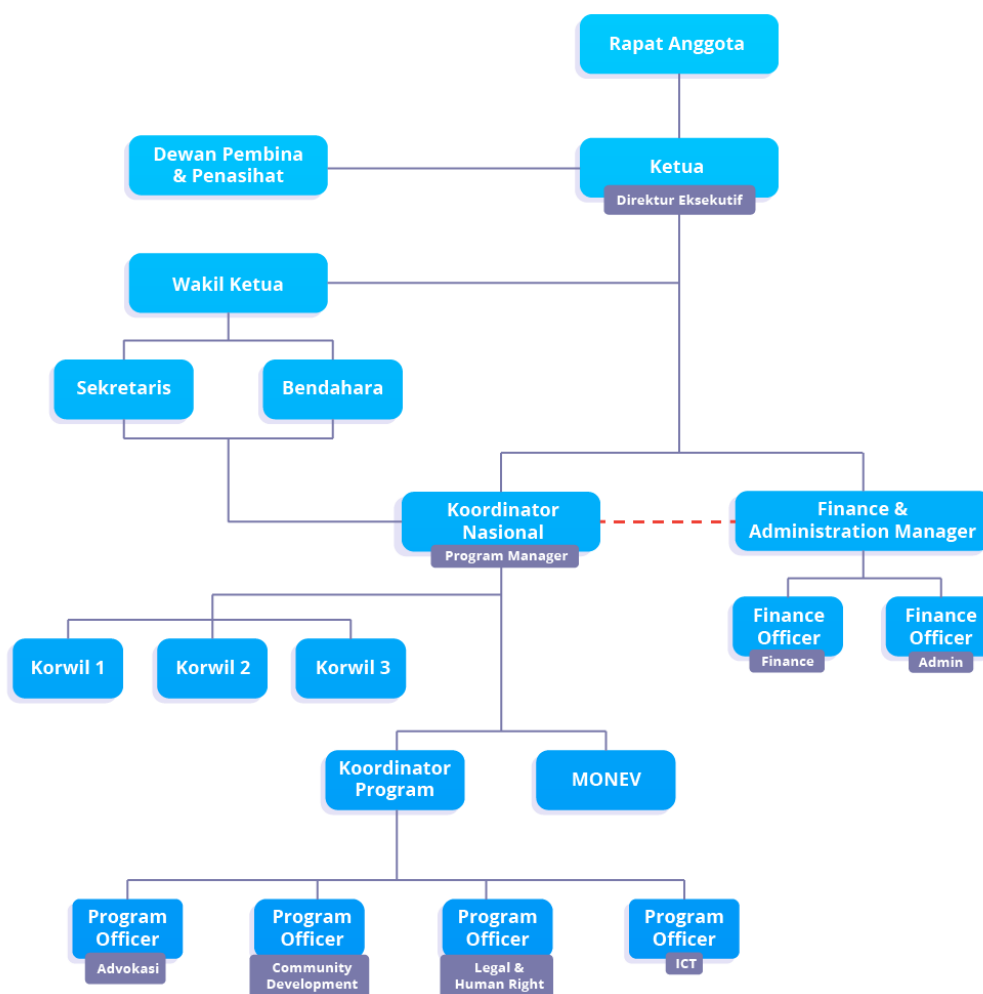 Rapat Anggota
Dewan Pembina
& Penasihat
Ketua
Direktur Eksekutif
Wakil Ketua
Sekretaris
Bendahara
Koordinator
Nasional
Program Manager
Finance &
Administration Manager
Finance
Officer
Finance
Finance
Officer
Admin
Korwil 1
Korwil 2
Korwil 3
Koordinator
Program
MONEV
Program
Officer
Advokasi
Program
Officer
Community
Development
Program
Officer
Legal &
Human Right
Program
Officer
ICT